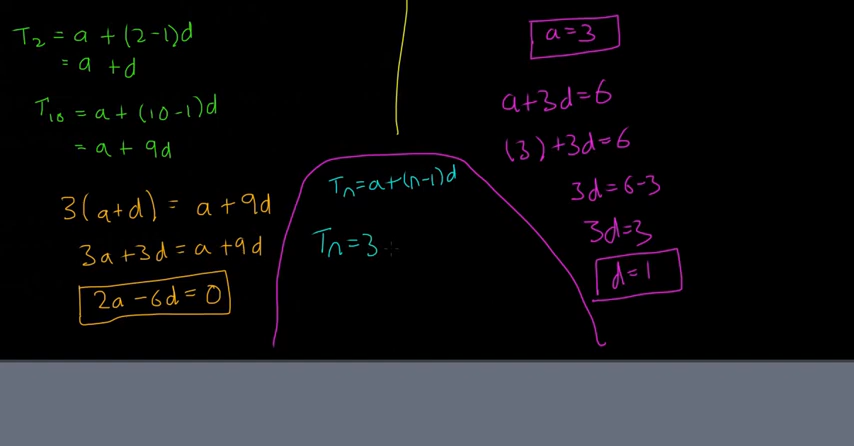 T₂ = a + (2-1)d
= a + d
T₁₀ = a + (10-1)d
= a + 9d
3(a+d) = a + 9d
3a + 3d = a + 9d
2a - 6d = 0
Tₙ = a + (n-1)d
Tₙ = 3
a = 3
a + 3d = 6
(3) + 3d = 6
3d = 6-3
3d = 3
d = 1